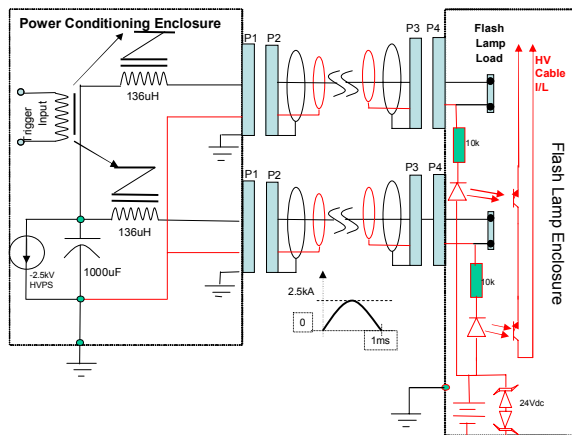 Power Conditioning Enclosure
P1
P2
P3
P4
Flash
Lamp
Load
HV
Cable
I/L
136uH
Trigger
Input
10k
Flash Lamp Enclosure
P1
P2
P3
P4
136uH
-2.5kV
HVPS
1000uF
2.5kA
0
1ms
10k
24Vdc